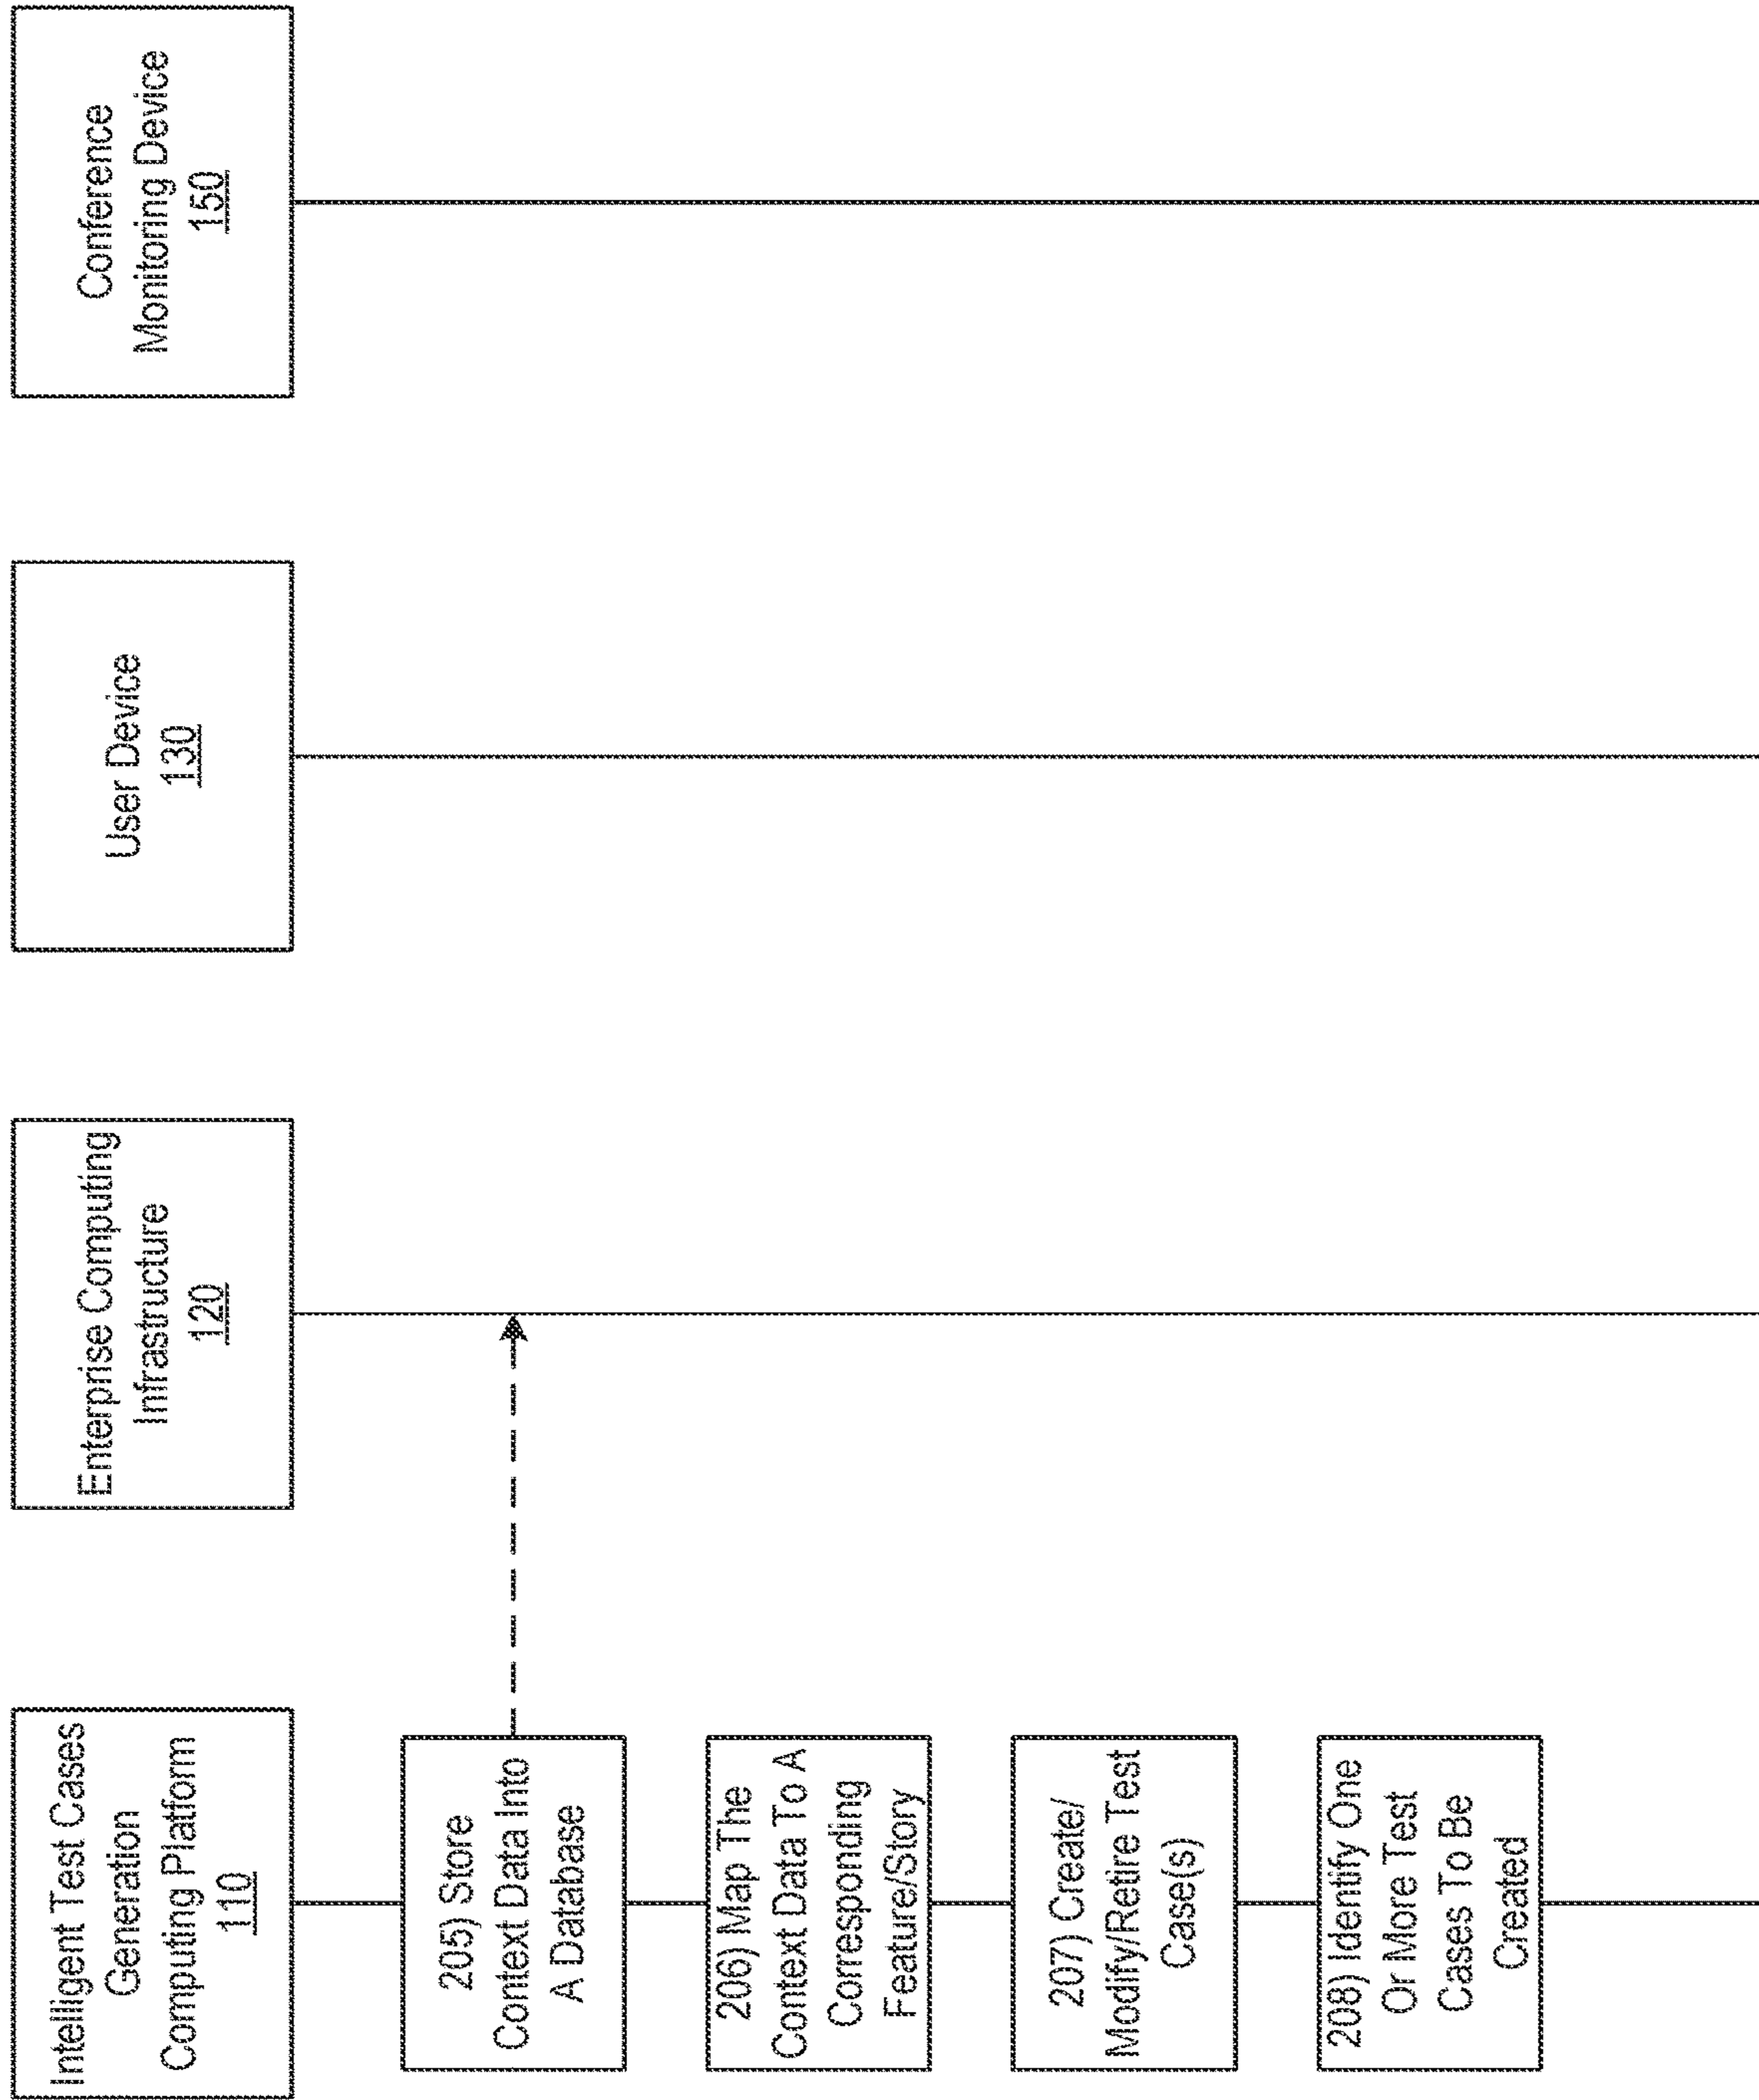 Intelligent Test Cases
Generation
Computing Platform
110
Enterprise Computing
Infrastructure
120
User Device
130
Conference
Monitoring Device
150
205) Store
Context Data Into
A Database
206) Map The
Context Data To A
Corresponding
Feature/Story
207) Create/
Modify/Retire Test
Case(s)
208) Identify One
Or More Test
Cases To Be
Created